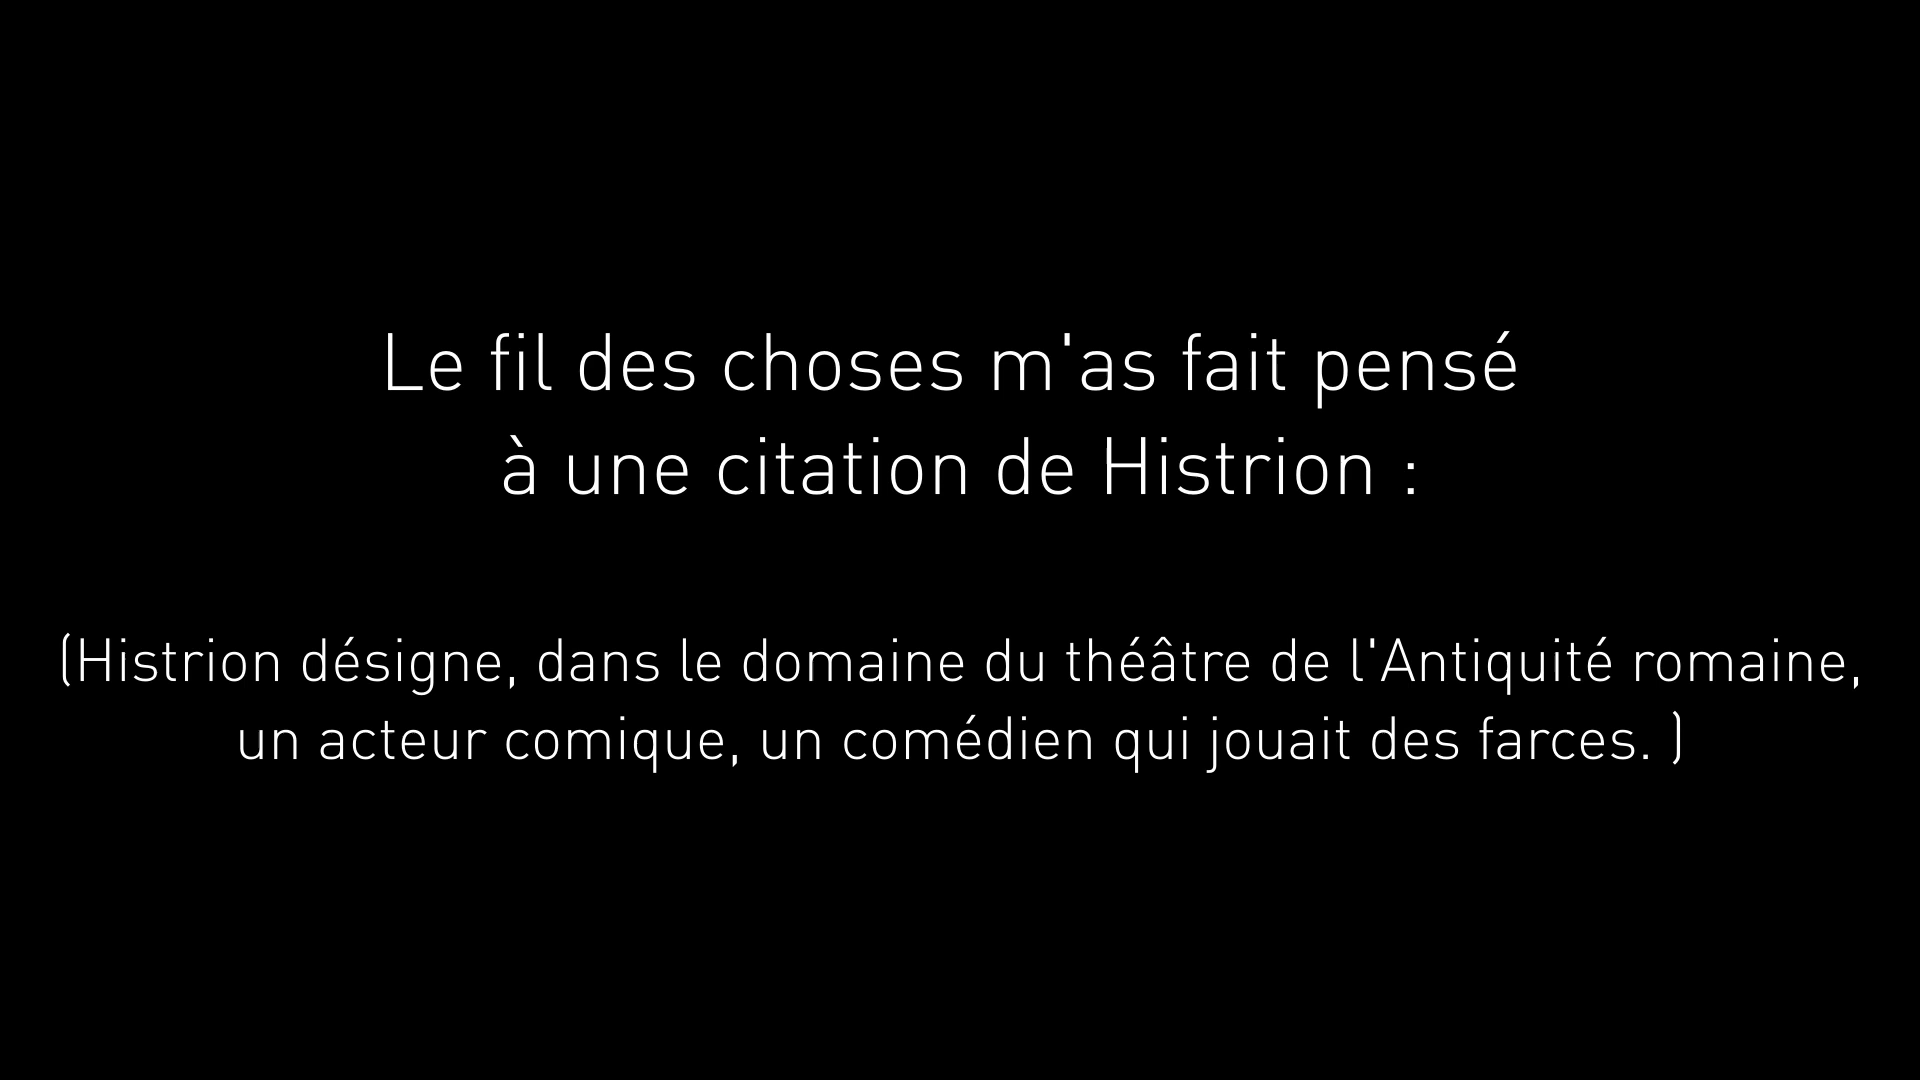 Le fil des choses m'as fait pensé
à une citation de Histrion :
(Histrion désigne, dans le domaine du théâtre de l'Antiquité romaine,
un acteur comique, un comédien qui jouait des farces. )